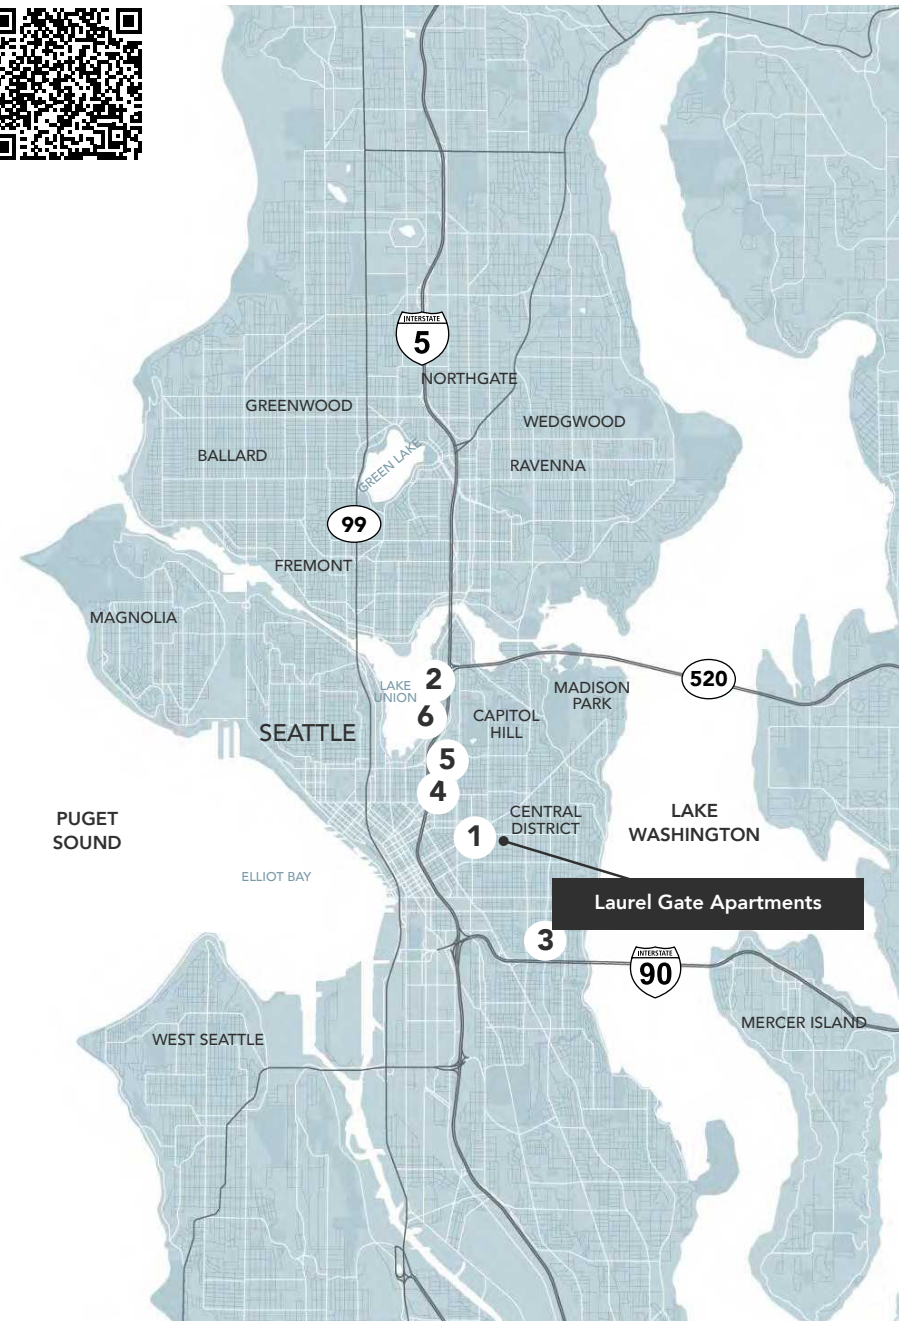 INTERSTATE
5
NORTHGATE
GREENWOOD
WEDGWOOD
BALLARD
GREEN LAKE
RAVENNA
99
FREMONT
MAGNOLIA
520
2
LAKE
UNION
MADISON
PARK
6
CAPITOL
HILL
SEATTLE
5
4
PUGET
SOUND
CENTRAL
DISTRICT
LAKE
WASHINGTON
1
ELLIOT BAY
Laurel Gate Apartments
3
INTERSTATE
90
MERCER ISLAND
WEST SEATTLE